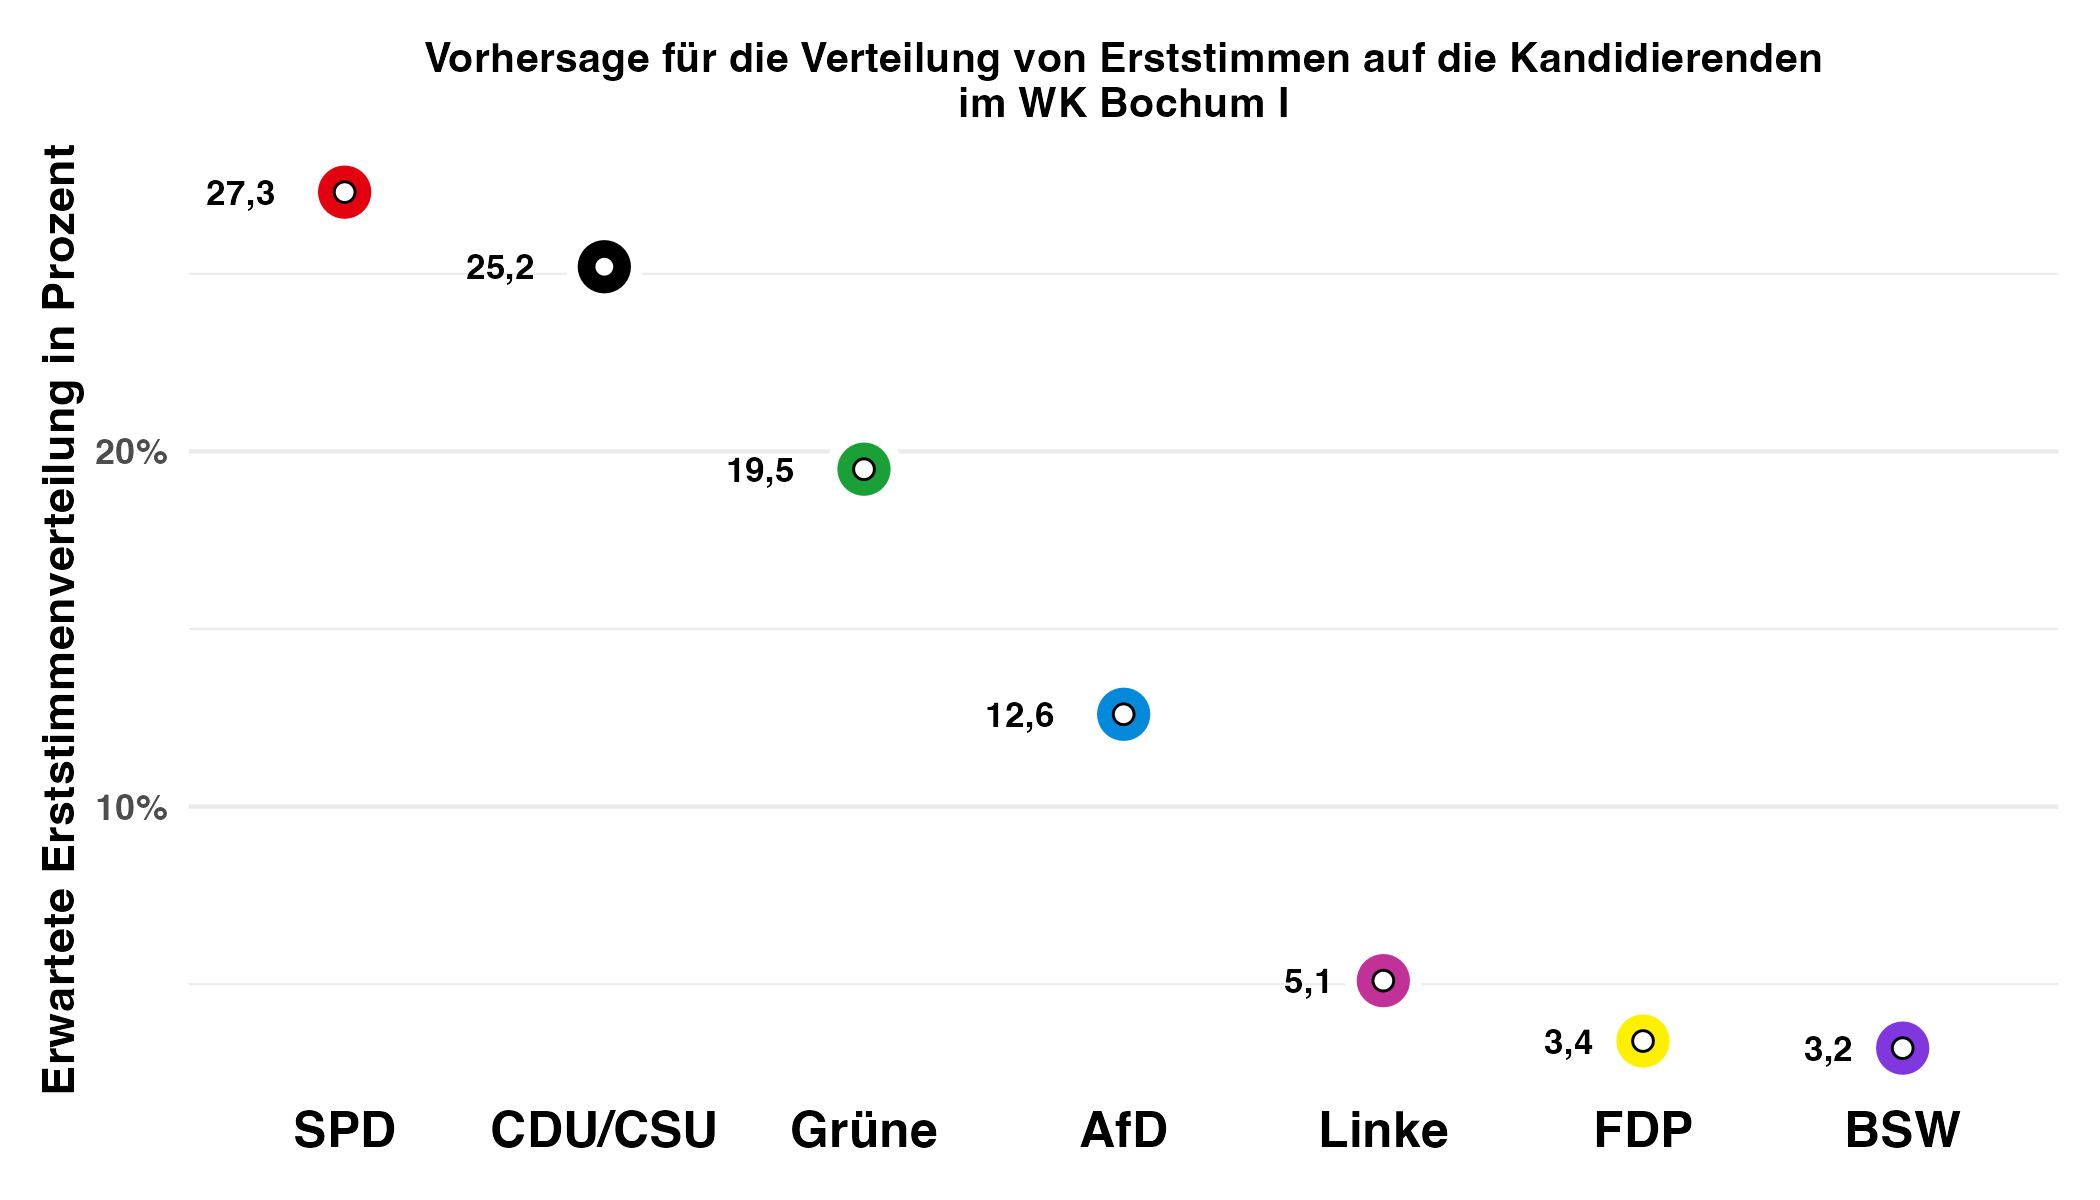 Vorhersage für die Verteilung von Erststimmen auf die Kandidierenden
im WK Bochum I
Erwartete Erststimmenverteilung in Prozent
27,3
25,2
20%
19,5
12,6
10%
5,1
3,4
3,2
SPD
CDU/CSU
Grüne
AfD
Linke
FDP
BSW